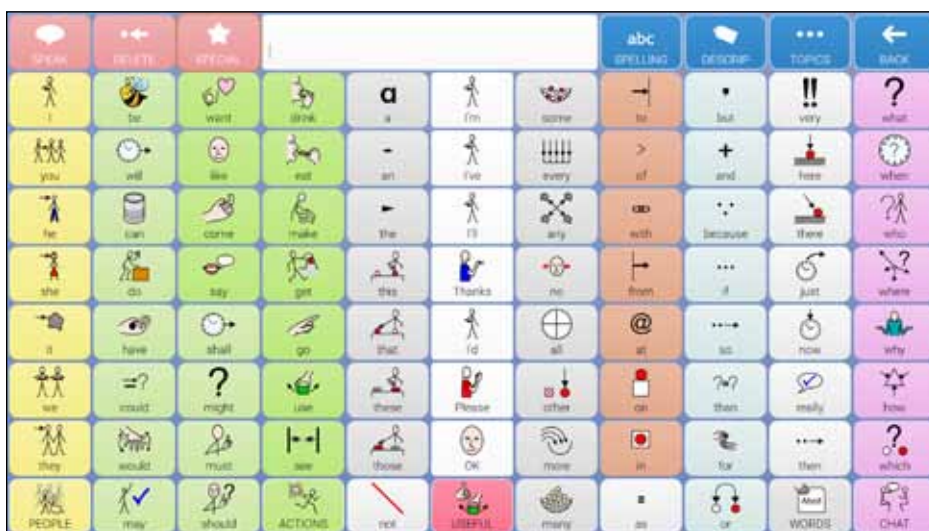 abc
SPEAK DELETE SPECIAL SPELLING DESCRIP TOPICS BACK
I be want drink a I'm some to but very what
you will like eat an I've every of and here when
he can come make the I'll any with because there who
she do say get this Thanks no from if just where
it have shall go that I'd all at so now why
we could might use these Please other on than really how
they would must see those OK more in for then which
PEOPLE may should ACTIONS not USEFUL many as or WORDS CHAT